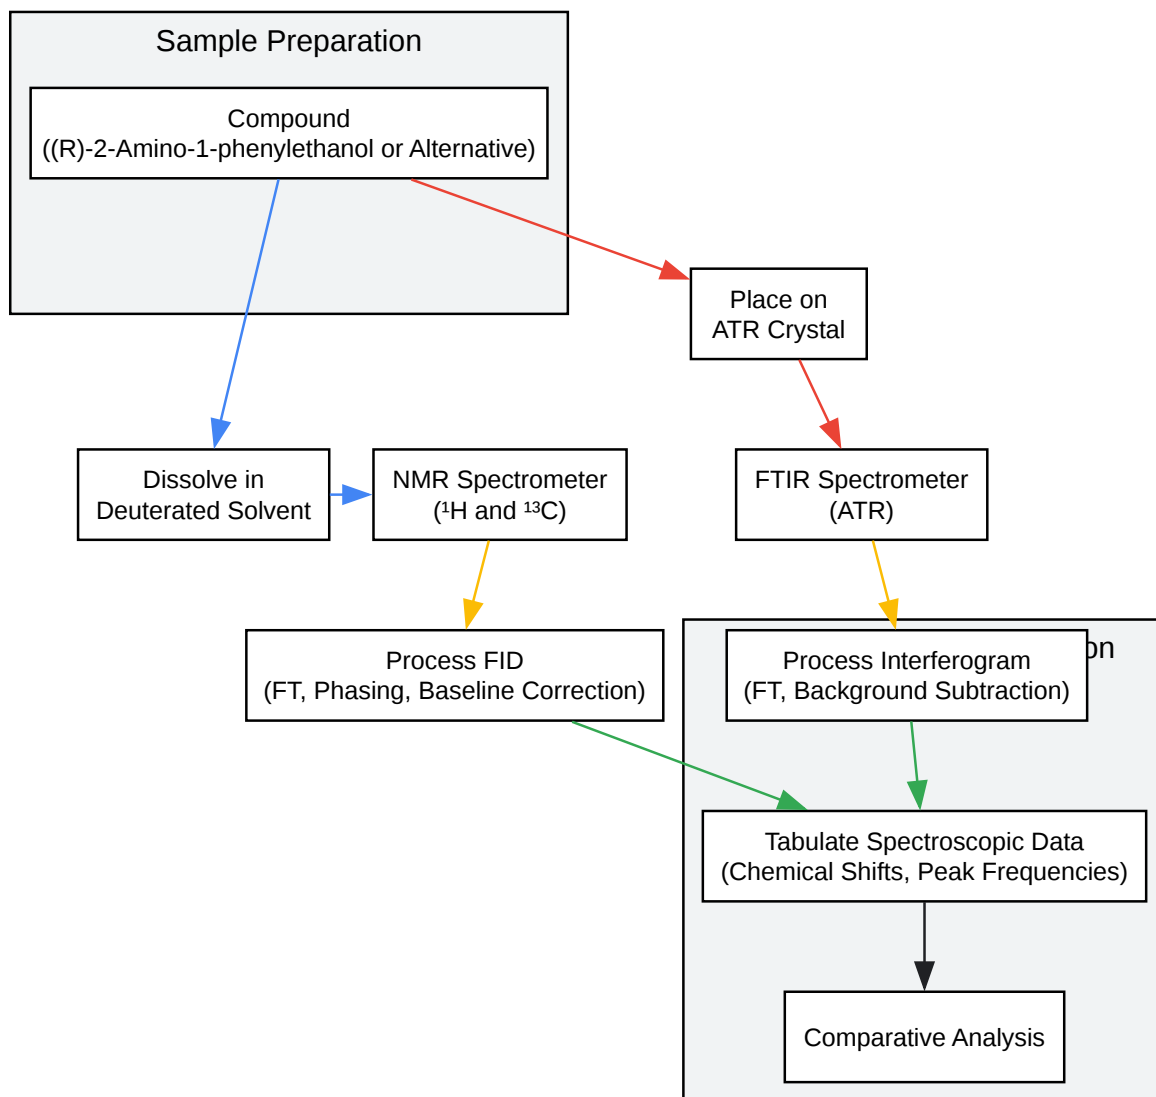 Sample Preparation
Compound
((R)-2-Amino-1-phenylethanol or Alternative)
Place on
ATR Crystal
Dissolve in
Deuterated Solvent
NMR Spectrometer
(¹H and ¹³C)
FTIR Spectrometer
(ATR)
Process FID
(FT, Phasing, Baseline Correction)
Process Interferogram
(FT, Background Subtraction)
Tabulate Spectroscopic Data
(Chemical Shifts, Peak Frequencies)
Comparative Analysis